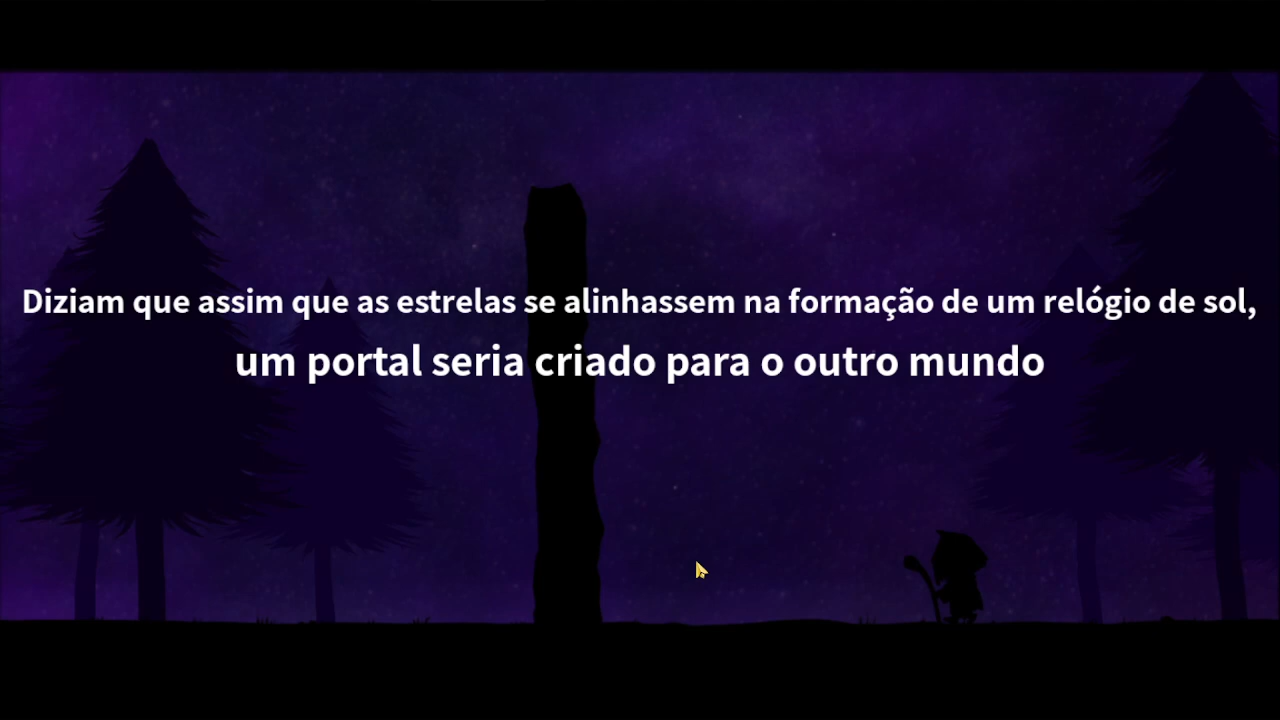 Diziam que assim que as estrelas se alinhassem na formação de um relógio de sol,
um portal seria criado para o outro mundo